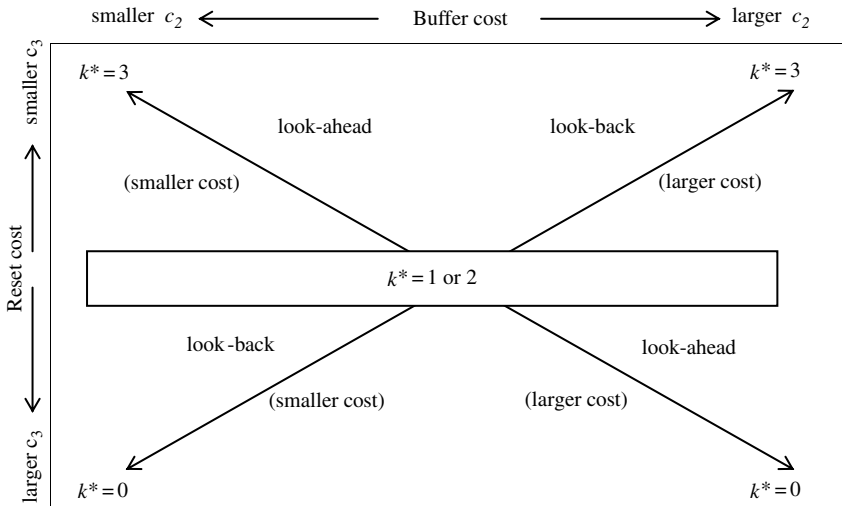 smaller c₂ Buffer cost larger c₂
smaller c₃
k* = 3 k* = 3
look-ahead look-back
(smaller cost) (larger cost)
Reset cost
k* = 1 or 2
look-back look-ahead
(smaller cost) (larger cost)
larger c₃
k* = 0 k* = 0